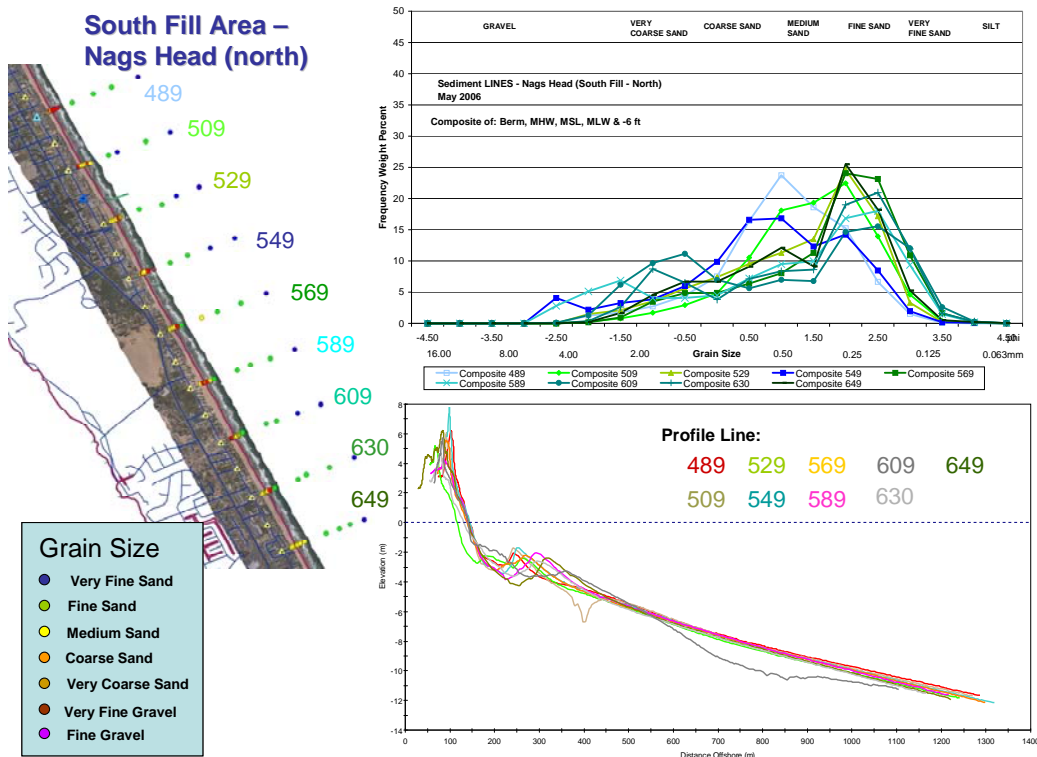 South Fill Area –
Nags Head (north)
489
509
529
549
569
589
609
630
649
Grain Size
Very Fine Sand
Fine Sand
Medium Sand
Coarse Sand
Very Coarse Sand
Very Fine Gravel
Fine Gravel
50
45
40
35
30
25
20
15
10
5
0
Frequency Weight Percent
GRAVEL
VERY COARSE SAND
COARSE SAND
MEDIUM SAND
FINE SAND
VERY FINE SAND
SILT
Sediment LINES - Nags Head (South Fill - North)
May 2006
Composite of: Berm, MHW, MSL, MLW & -6 ft
-4.50 -3.50 -2.50 -1.50 -0.50 0.50 1.50 2.50 3.50 4.50 phi
16.00 8.00 4.00 2.00 Grain Size 0.50 0.25 0.125 0.063mm
Composite 489 Composite 509 Composite 529 Composite 549 Composite 569
Composite 589 Composite 609 Composite 630 Composite 649
8
6
4
2
0
-2
-4
-6
-8
-10
-12
-14
Elevation (m)
Profile Line:
489 529 569 609 649
509 549 589 630
0 100 200 300 400 500 600 700 800 900 1000 1100 1200 1300 1400
Distance Offshore (m)